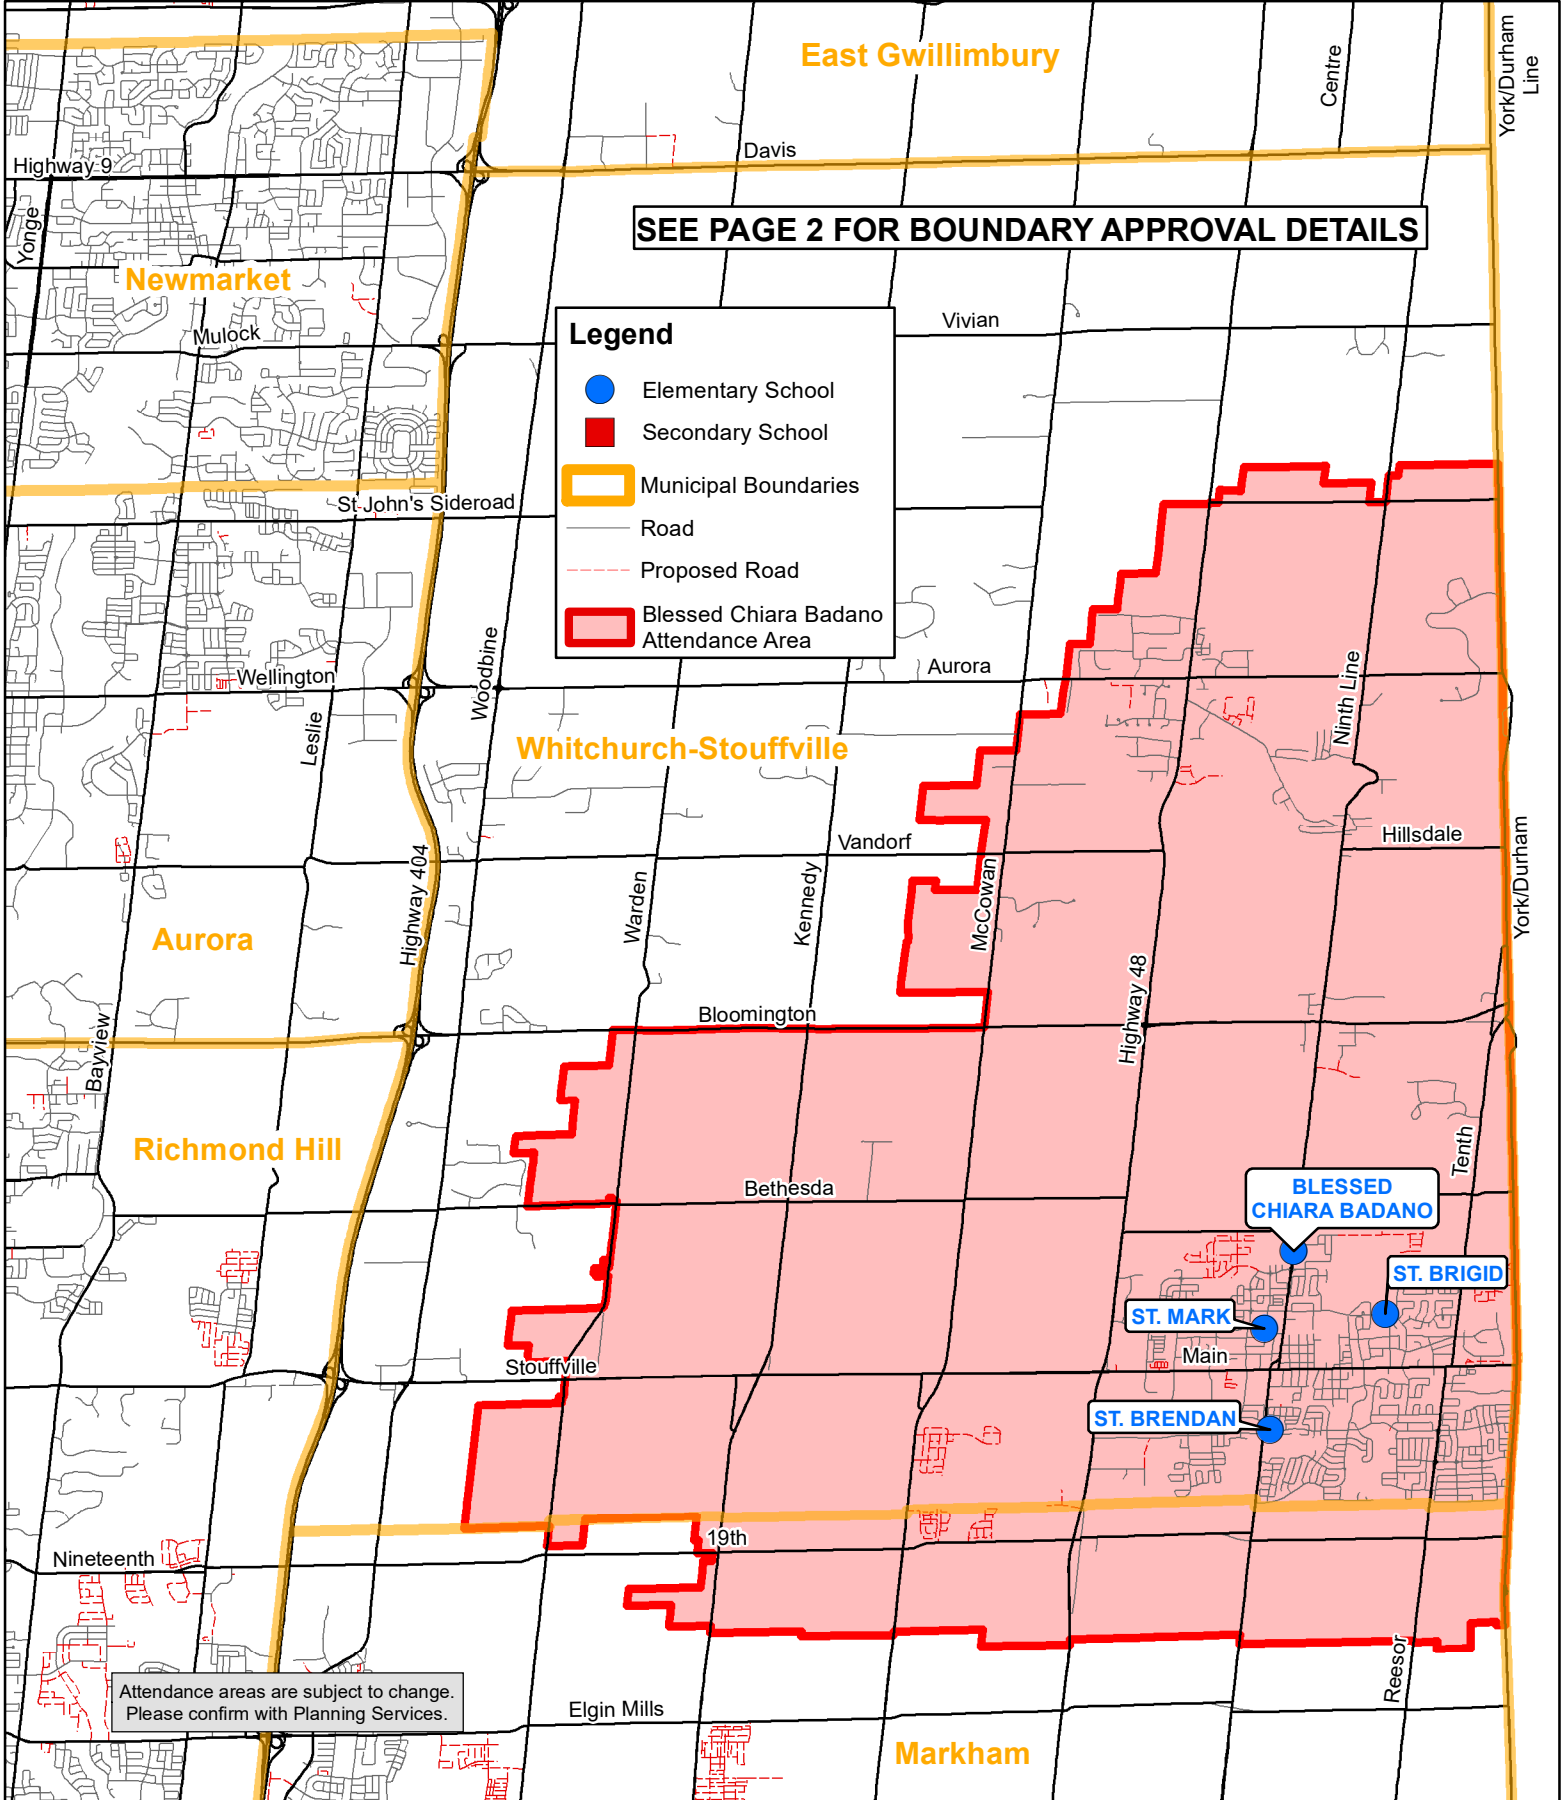 East Gwillimbury
Centre
York/Durham
Line
Davis
Highway 9
Yonge
SEE PAGE 2 FOR BOUNDARY APPROVAL DETAILS
Newmarket
Mulock
Vivian
Legend
Elementary School
Secondary School
Municipal Boundaries
Road
Proposed Road
Blessed Chiara Badano
Attendance Area
St John's Sideroad
Wellington
Woodbine
Aurora
Leslie
Ninth Line
Whitchurch-Stouffville
Vandorf
Hillsdale
Highway 404
Warden
Kennedy
McCowan
York/Durham
Aurora
Highway 48
Bloomington
Bayview
Richmond Hill
Tenth
Bethesda
BLESSED
CHIARA BADANO
ST. BRIGID
ST. MARK
Main
Stouffville
ST. BRENDAN
19th
Nineteenth
Reesor
Attendance areas are subject to change.
Please confirm with Planning Services.
Elgin Mills
Markham